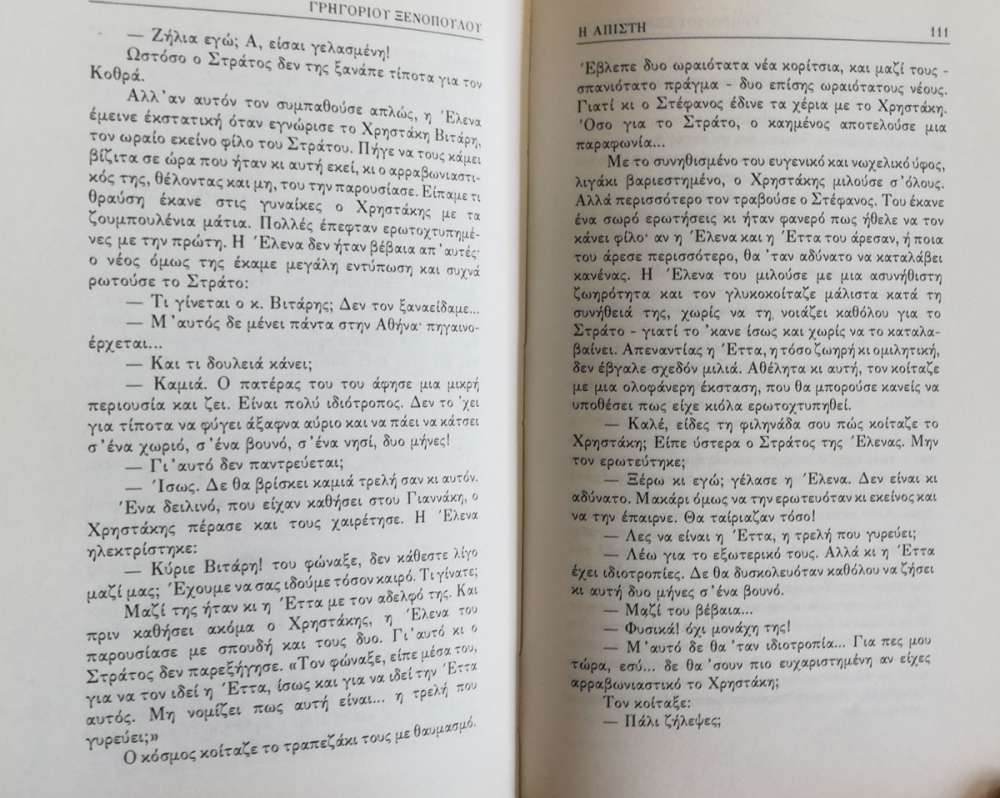 ΓΡΗΓΟΡΙΟΥ ΞΕΝΟΠΟΥΛΟΥ
— Ζήλια εγώ; Α, είσαι γελασμένη!
Ωστόσο ο Στράτος δεν της ξανάπε τίποτα για τον
Κοθρά.
Αλλ᾽αν αυτόν τον συμπαθούσε απλώς, η Έλενα
έμεινε εκστατική όταν εγνώρισε το Χρηστάκη Βιτάρη,
τον ωραίο εκείνο φίλο του Στράτου. Πήγε να τους κάμει
βίζιτα σε ώρα που ήταν κι αυτή εκεί, κι ο αρραβωνιαστι-
κός της, θέλοντας και μη, του την παρουσίασε. Είπαμε τι
θραύση έκανε στις γυναίκες ο Χρηστάκης με τα
ζουμπουλένια μάτια. Πολλές έπεφταν ερωτοχτυπημέ-
νες με την πρώτη. Η Έλενα δεν ήταν βέβαια απ᾽αυτές·
ο νέος όμως της έκαμε μεγάλη εντύπωση και συχνά
ρωτούσε το Στράτο:
— Τι γίνεται ο κ. Βιτάρης; Δεν τον ξαναείδαμε...
— Μ᾽αυτός δε μένει πάντα στην Αθήνα· πηγαινο-
έρχεται...
— Και τι δουλειά κάνει;
— Καμιά. Ο πατέρας του του άφησε μια μικρή
περιουσία και ζει. Είναι πολύ ιδιότροπος. Δεν το ᾽χει
για τίποτα να φύγει άξαφνα αύριο και να πάει να κάτσει
σ᾽ένα χωριό, σ᾽ένα βουνό, σ᾽ένα νησί, δυο μήνες!
— Γι᾽αυτό δεν παντρεύεται;
— Ίσως. Δε θα βρίσκει καμιά τρελή σαν κι αυτόν.
Ένα δειλινό, που είχαν καθήσει στου Γιαννάκη, ο
Χρηστάκης πέρασε και τους χαιρέτησε. Η Έλενα
ηλεκτρίστηκε:
— Κύριε Βιτάρη! του φώναξε, δεν κάθεστε λίγο
μαζί μας; Έχουμε να σας ιδούμε τόσον καιρό. Τι γίνατε;
Μαζί της ήταν κι η Έττα με τον αδελφό της. Και
πριν καθήσει ακόμα ο Χρηστάκης, η Έλενα του
παρουσίασε με σπουδή και τους δυο. Γι᾽αυτό κι ο
Στράτος δεν παρεξήγησε. «Τον φώναξε, είπε μέσα του,
για να τον ιδεί η Έττα, ίσως και για να ιδεί την Έττα
αυτός. Μη νομίζει πως αυτή είναι... η τρελή που
γυρεύει;»
Ο κόσμος κοίταζε το τραπεζάκι τους με θαυμασμό.
Η ΑΠΙΣΤΗ 111
Έβλεπε δυο ωραιότατα νέα κορίτσια, και μαζί τους -
σπανιότατο πράγμα - δυο επίσης ωραιότατους νέους.
Γιατί κι ο Στέφανος έδινε τα χέρια με το Χρηστάκη.
Όσο για το Στράτο, ο καημένος αποτελούσε μια
παραφωνία...
Με το συνηθισμένο του ευγενικό και νωχελικό ύφος,
λιγάκι βαριεστημένο, ο Χρηστάκης μιλούσε σ᾽όλους.
Αλλά περισσότερο τον τραβούσε ο Στέφανος. Του έκανε
ένα σωρό ερωτήσεις κι ήταν φανερό πως ήθελε να τον
κάνει φίλο· αν η Έλενα και η Έττα του άρεσαν, ή ποια
του άρεσε περισσότερο, θα ᾽ταν αδύνατο να καταλάβει
κανένας. Η Έλενα του μιλούσε με μια ασυνήθιστη
ζωηρότητα και τον γλυκοκοίταζε μάλιστα κατά τη
συνήθειά της, χωρίς να τη νοιάζει καθόλου για το
Στράτο - γιατί το ᾽κανε ίσως και χωρίς να το καταλα-
βαίνει. Απεναντίας η Έττα, η τόσο ζωηρή κι ομιλητική,
δεν έβγαλε σχεδόν μιλιά. Αθέλητα κι αυτή, τον κοίταζε
με μια ολοφάνερη έκσταση, που θα μπορούσε κανείς να
υποθέσει πως είχε κιόλα ερωτοχτυπηθεί.
— Καλέ, είδες τη φιληνάδα σου πώς κοίταζε το
Χρηστάκη; Είπε ύστερα ο Στράτος της Έλενας. Μην
τον ερωτεύτηκε;
— Ξέρω κι εγώ; γέλασε η Έλενα. Δεν είναι κι
αδύνατο. Μακάρι όμως να την ερωτευόταν κι εκείνος και
να την έπαιρνε. Θα ταίριαζαν τόσο!
— Λες να είναι η Έττα, η τρελή που γυρεύει;
— Λέω για το εξωτερικό τους. Αλλά κι η Έττα
έχει ιδιοτροπίες. Δε θα δυσκολευόταν καθόλου να ζήσει
κι αυτή δυο μήνες σ᾽ένα βουνό.
— Μαζί του βέβαια...
— Φυσικά! όχι μονάχη της!
— Μ᾽αυτό δε θα ᾽ταν ιδιοτροπία... Για πες μου
τώρα, εσύ... δε θα ᾽σουν πιο ευχαριστημένη αν είχες
αρραβωνιαστικό το Χρηστάκη;
Τον κοίταξε:
— Πάλι ζήλεψες;